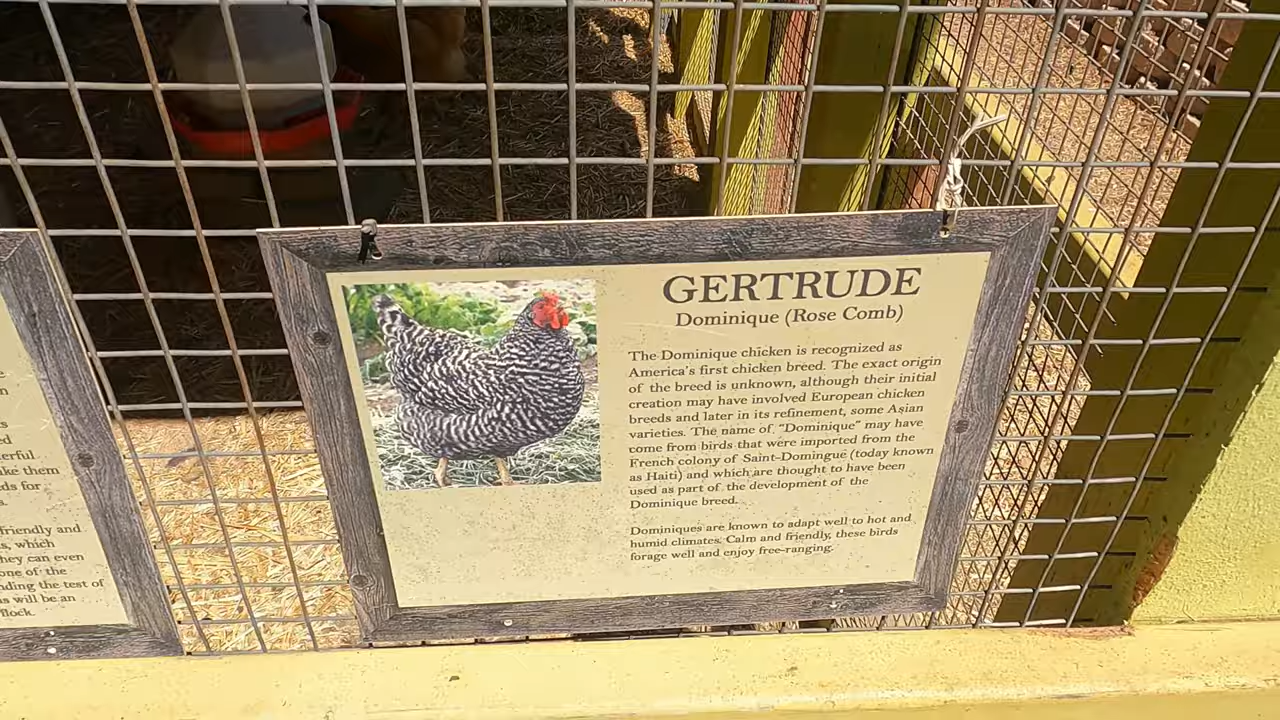 GERTRUDE
Dominique (Rose Comb)
The Dominique chicken is recognized as
America's first chicken breed. The exact origin
of the breed is unknown, although their initial
creation may have involved European chicken
breeds and later in its refinement, some Asian
varieties. The name of "Dominique" may have
come from birds that were imported from the
French colony of Saint-Domingue (today known
as Haiti) and which are thought to have been
used as part of the development of the
Dominique breed.
Dominiques are known to adapt well to hot and
humid climates. Calm and friendly, these birds
forage well and enjoy free-ranging.
them
for
friendly and
which
they can even
one of the
the test of
will be an
flock.